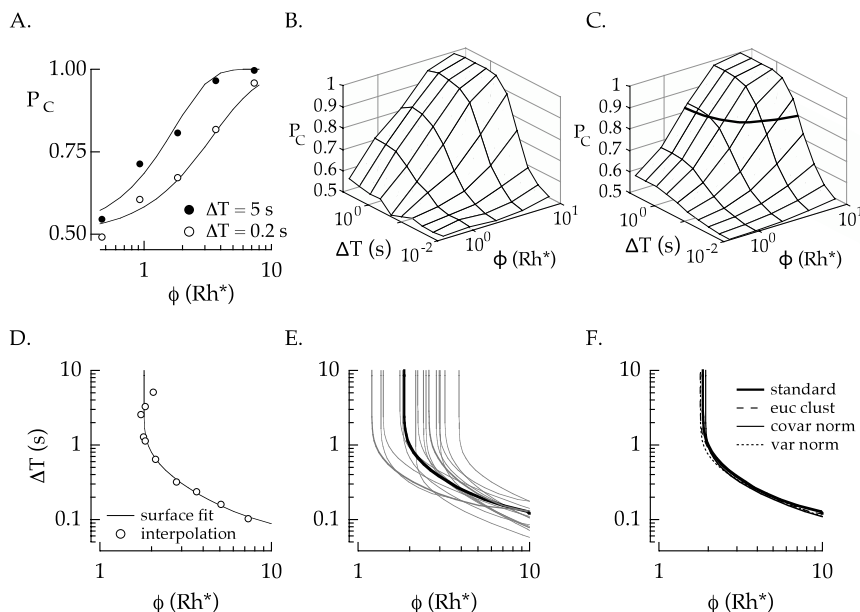 A.
B.
C.
P C
1.00
0.75
0.50
ΔT = 5 s
ΔT = 0.2 s
1
10
ϕ (Rh*)
P C
1
0.9
0.8
0.7
0.6
0.5
10^0
10^-2
ΔT (s)
10^0
10^1
ϕ (Rh*)
P C
1
0.9
0.8
0.7
0.6
0.5
10^0
10^-2
ΔT (s)
10^0
10^1
ϕ (Rh*)
D.
E.
F.
ΔT (s)
10
1
0.1
surface fit
interpolation
1
10
ϕ (Rh*)
10
1
0.1
1
10
ϕ (Rh*)
10
1
0.1
standard
euc clust
covar norm
var norm
1
10
ϕ (Rh*)